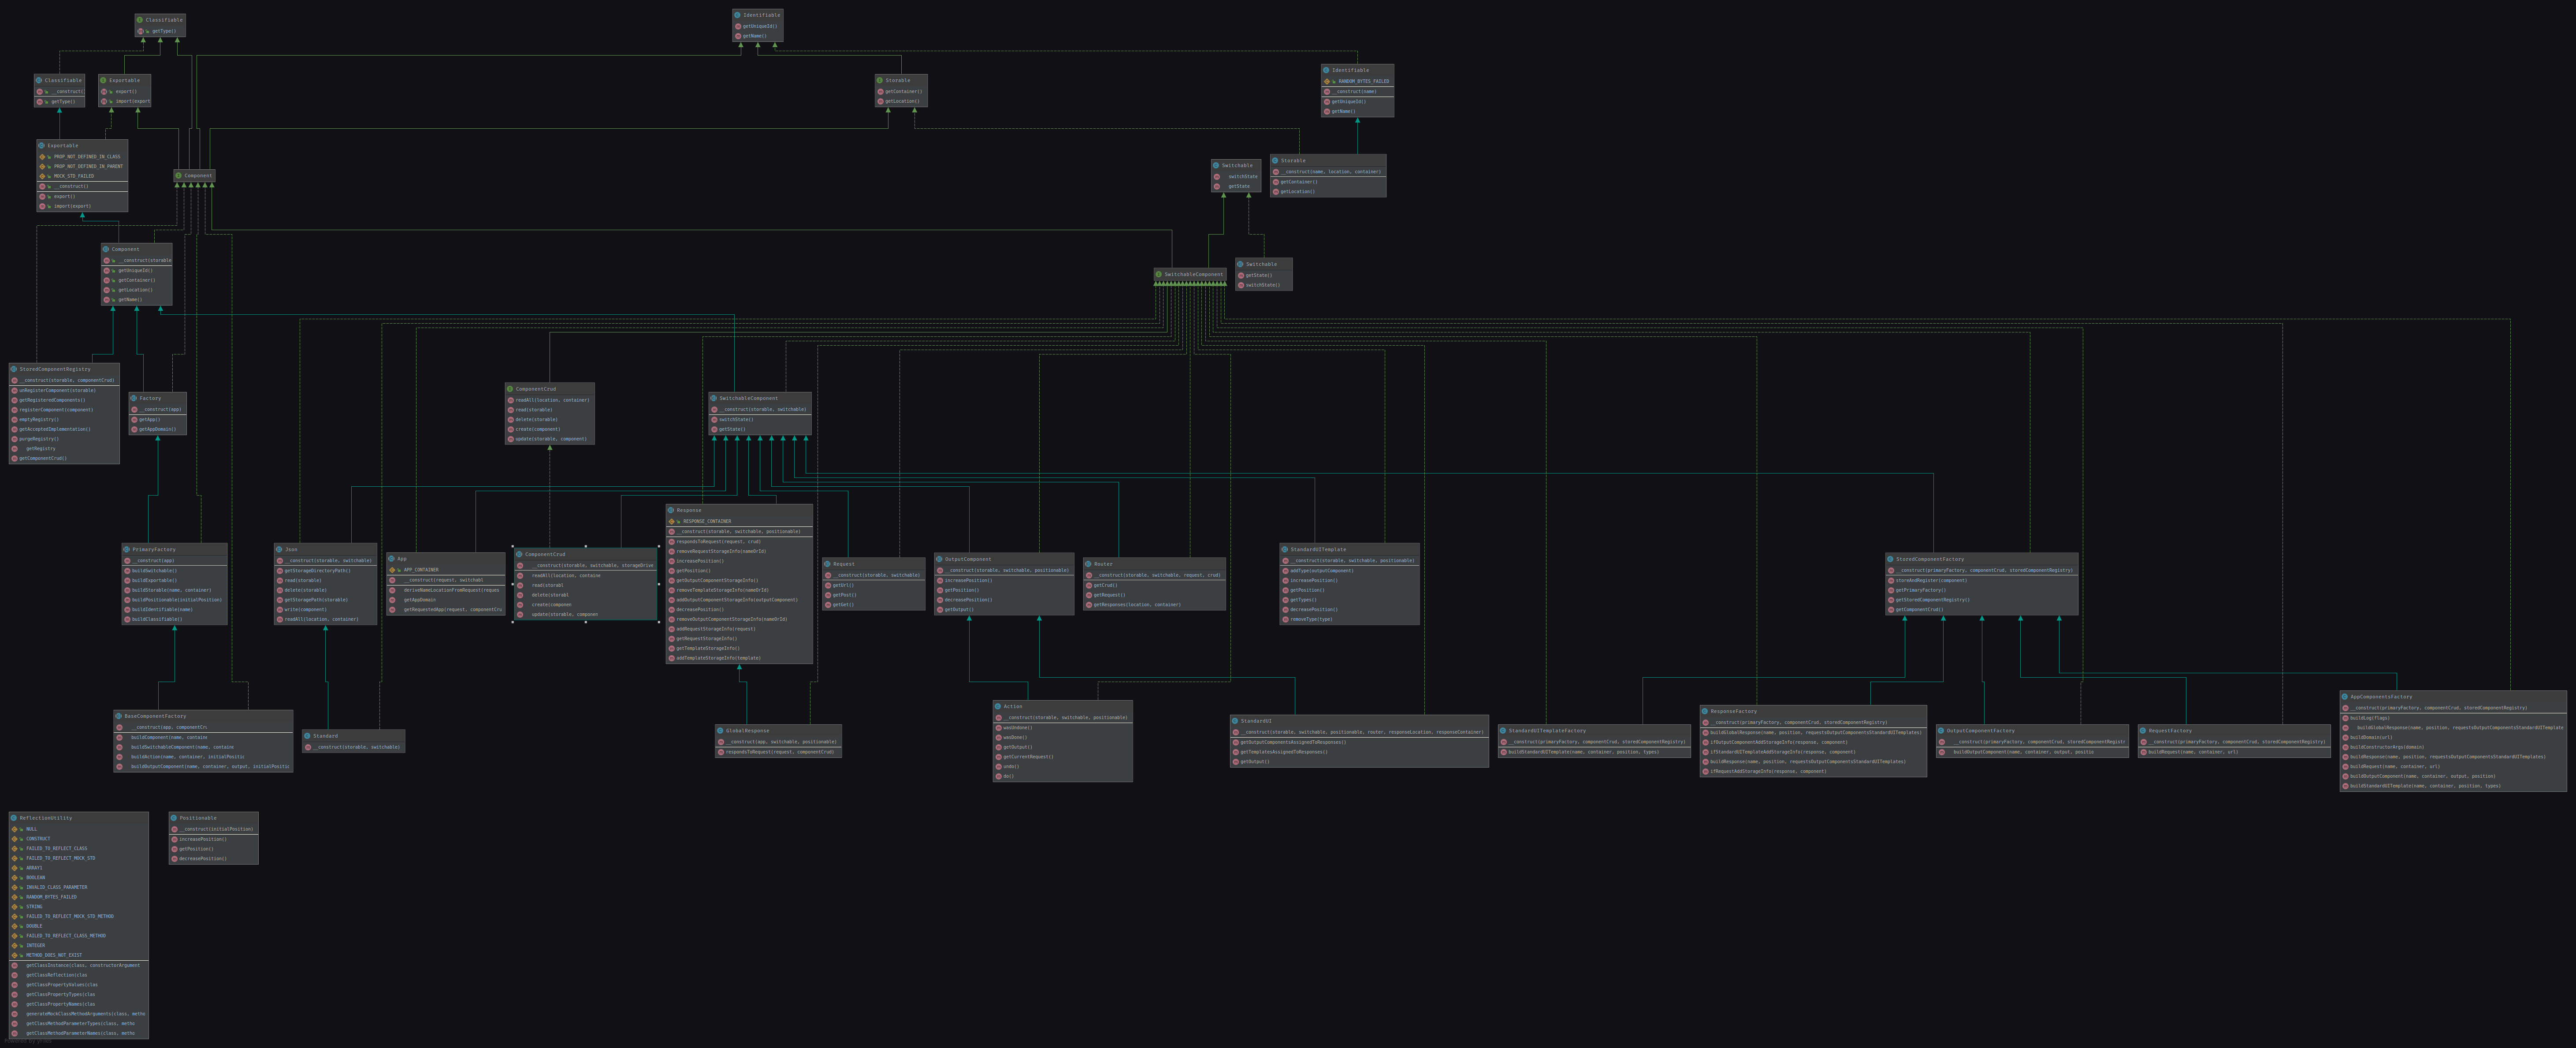 Classifiable
getType()
Identifiable
getUniqueId()
getName()
Classifiable
__construct(
getType()
Exportable
export()
import(export
Storable
getContainer()
getLocation()
Identifiable
RANDOM_BYTES_FAILED
__construct(name)
getUniqueId()
getName()
Exportable
PROP_NOT_DEFINED_IN_CLASS
PROP_NOT_DEFINED_IN_PARENT
MOCK_STD_FAILED
__construct()
export()
import(export)
Component
Switchable
switchState
getState
Storable
__construct(name, location, container)
getContainer()
getLocation()
Component
__construct(storable
getUniqueId()
getContainer()
getLocation()
getName()
SwitchableComponent
Switchable
getState()
switchState()
StoredComponentRegistry
__construct(storable, componentCrud)
unRegisterComponent(storable)
getRegisteredComponents()
registerComponent(component)
emptyRegistry()
getAcceptedImplementation()
purgeRegistry()
getRegistry
getComponentCrud()
Factory
__construct(app)
getApp()
getAppDomain()
ComponentCrud
readAll(location, container)
read(storable)
delete(storable)
create(component)
update(storable, component)
SwitchableComponent
__construct(storable, switchable)
switchState()
getState()
PrimaryFactory
__construct(app)
buildSwitchable()
buildExportable()
buildStorable(name, container)
buildPositionable(initialPosition)
buildIdentifiable(name)
buildClassifiable()
Json
__construct(storable, switchable)
getStorageDirectoryPath()
read(storable)
delete(storable)
getStoragePath(storable)
write(component)
readAll(location, container)
App
APP_CONTAINER
__construct(request, switchabl
deriveNameLocationFromRequest(reques
getAppDomain
getRequestedApp(request, componentCru
ComponentCrud
__construct(storable, switchable, storageDrive
readAll(location, containe
read(storabl
delete(storabl
create(componen
update(storable, componen
Response
RESPONSE_CONTAINER
__construct(storable, switchable, positionable)
respondsToRequest(request, crud)
removeRequestStorageInfo(nameOrId)
increasePosition()
getPosition()
getOutputComponentStorageInfo()
removeTemplateStorageInfo(nameOrId)
addOutputComponentStorageInfo(outputComponent)
decreasePosition()
removeOutputComponentStorageInfo(nameOrId)
addRequestStorageInfo(request)
getRequestStorageInfo()
getTemplateStorageInfo()
addTemplateStorageInfo(template)
Request
__construct(storable, switchable)
getUrl()
getPost()
getGet()
OutputComponent
__construct(storable, switchable, positionable)
increasePosition()
getPosition()
decreasePosition()
getOutput()
Router
__construct(storable, switchable, request, crud)
getCrud()
getRequest()
getResponses(location, container)
StandardUITemplate
__construct(storable, switchable, positionable)
addType(outputComponent)
increasePosition()
getPosition()
getTypes()
decreasePosition()
removeType(type)
StoredComponentFactory
__construct(primaryFactory, componentCrud, storedComponentRegistry)
storeAndRegister(component)
getPrimaryFactory()
getStoredComponentRegistry()
getComponentCrud()
BaseComponentFactory
__construct(app, componentCru
buildComponent(name, containe
buildSwitchableComponent(name, containe
buildAction(name, container, initialPositic
buildOutputComponent(name, container, output, initialPositic
Standard
__construct(storable, switchable)
GlobalResponse
__construct(app, switchable, positionable)
respondsToRequest(request, componentCrud)
Action
__construct(storable, switchable, positionable)
wasUndone()
wasDone()
getOutput()
getCurrentRequest()
undo()
do()
StandardUI
__construct(storable, switchable, positionable, router, responseLocation, responseContainer)
getOutputComponentsAssignedToResponses()
getTemplatesAssignedToResponses()
getOutput()
StandardUITemplateFactory
__construct(primaryFactory, componentCrud, storedComponentRegistry)
buildStandardUITemplate(name, container, position, types)
ResponseFactory
__construct(primaryFactory, componentCrud, storedComponentRegistry)
buildGlobalResponse(name, position, requestsOutputComponentsStandardUITemplates)
ifOutputComponentAddStorageInfo(response, component)
ifStandardUITemplateAddStorageInfo(response, component)
buildResponse(name, position, requestsOutputComponentsStandardUITemplates)
ifRequestAddStorageInfo(response, component)
OutputComponentFactory
__construct(primaryFactory, componentCrud, storedComponentRegistr
buildOutputComponent(name, container, output, positio
RequestFactory
__construct(primaryFactory, componentCrud, storedComponentRegistry)
buildRequest(name, container, url)
AppComponentsFactory
__construct(primaryFactory, componentCrud, storedComponentRegistry)
buildLog(flags)
buildGlobalResponse(name, position, requestsOutputComponentsStandardUITemplate
buildDomain(url)
buildConstructorArgs(domain)
buildResponse(name, position, requestsOutputComponentsStandardUITemplates)
buildRequest(name, container, url)
buildOutputComponent(name, container, output, position)
buildStandardUITemplate(name, container, position, types)
ReflectionUtility
NULL
CONSTRUCT
FAILED_TO_REFLECT_CLASS
FAILED_TO_REFLECT_MOCK_STD
ARRAY1
BOOLEAN
INVALID_CLASS_PARAMETER
RANDOM_BYTES_FAILED
STRING
FAILED_TO_REFLECT_MOCK_STD_METHOD
DOUBLE
FAILED_TO_REFLECT_CLASS_METHOD
INTEGER
METHOD_DOES_NOT_EXIST
getClassInstance(class, constructorArgument
getClassReflection(clas
getClassPropertyValues(clas
getClassPropertyTypes(clas
getClassPropertyNames(clas
generateMockClassMethodArguments(class, metho
getClassMethodParameterTypes(class, metho
getClassMethodParameterNames(class, metho
Positionable
__construct(initialPosition)
increasePosition()
getPosition()
decreasePosition()
Powered by yFiles